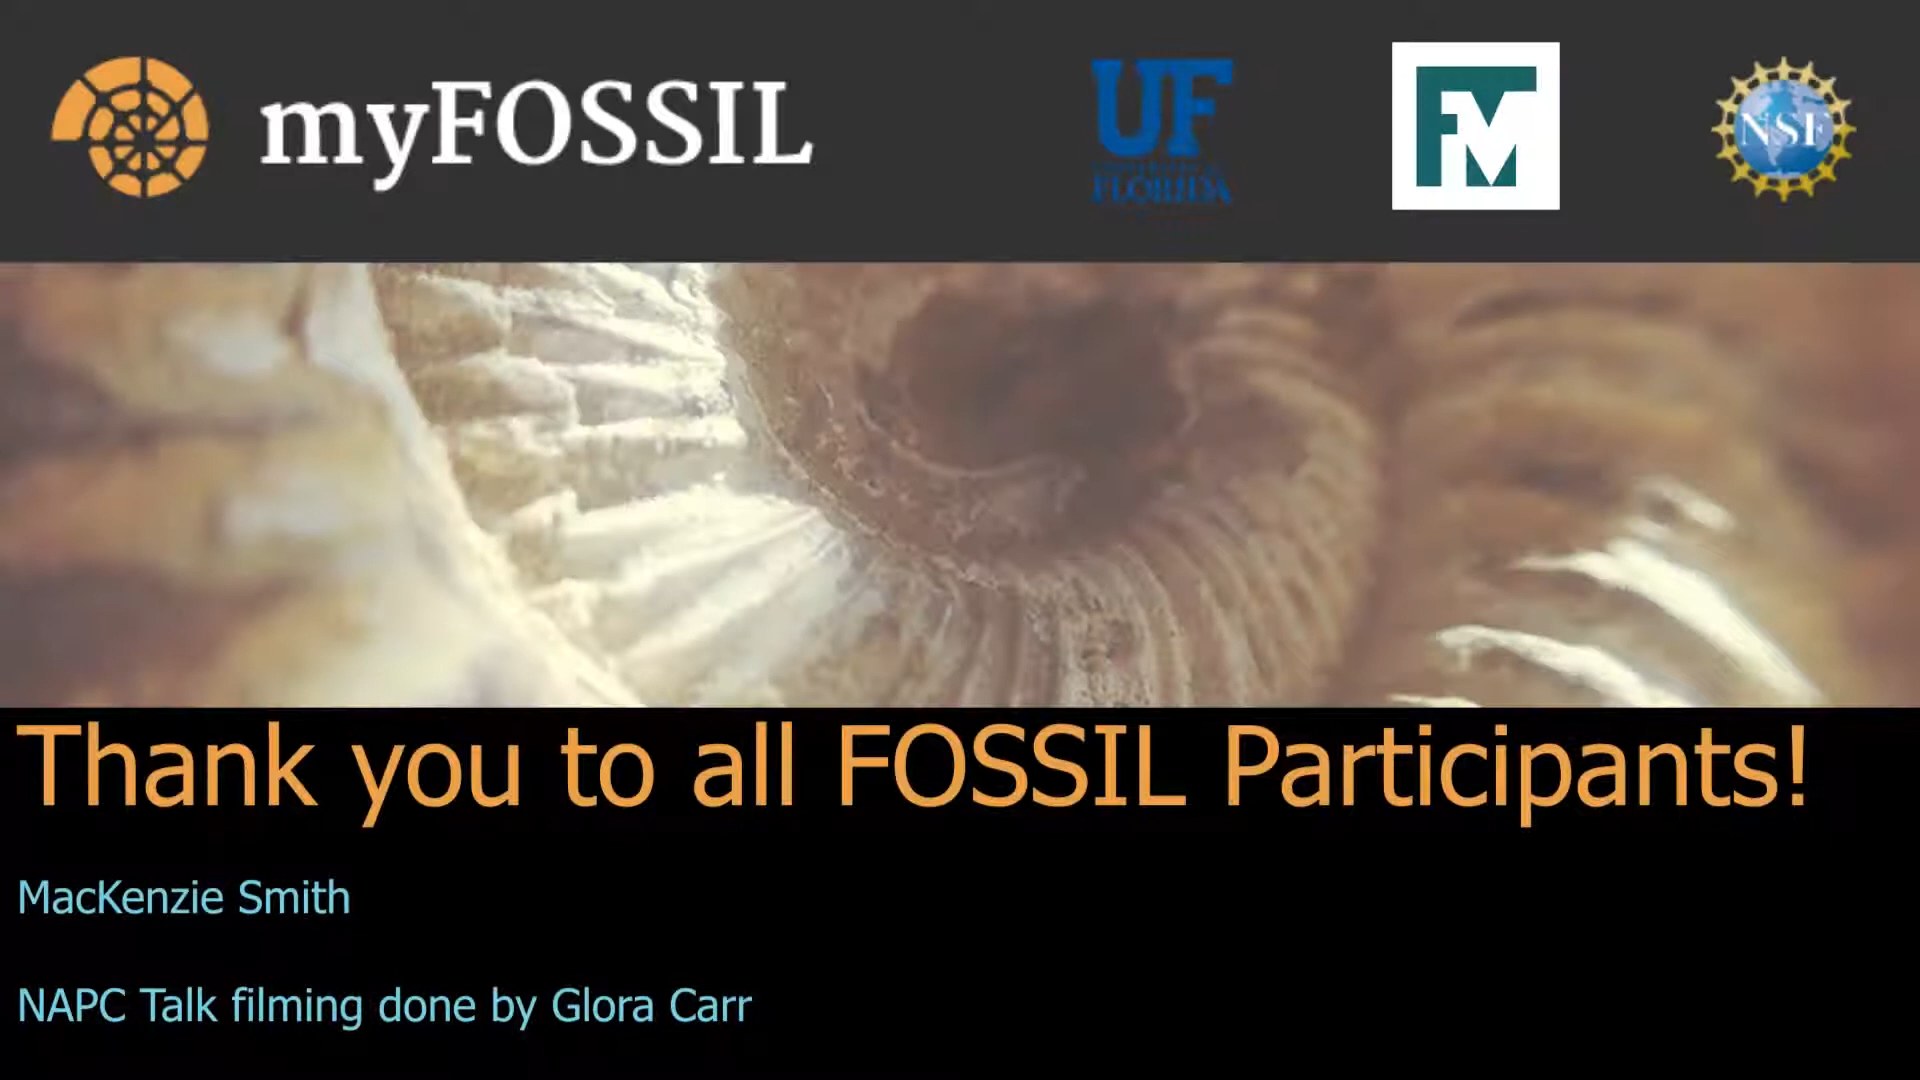 myFOSSIL
UF
FLORIDA
FM
NSF
Thank you to all FOSSIL Participants!
MacKenzie Smith
NAPC Talk filming done by Glora Carr